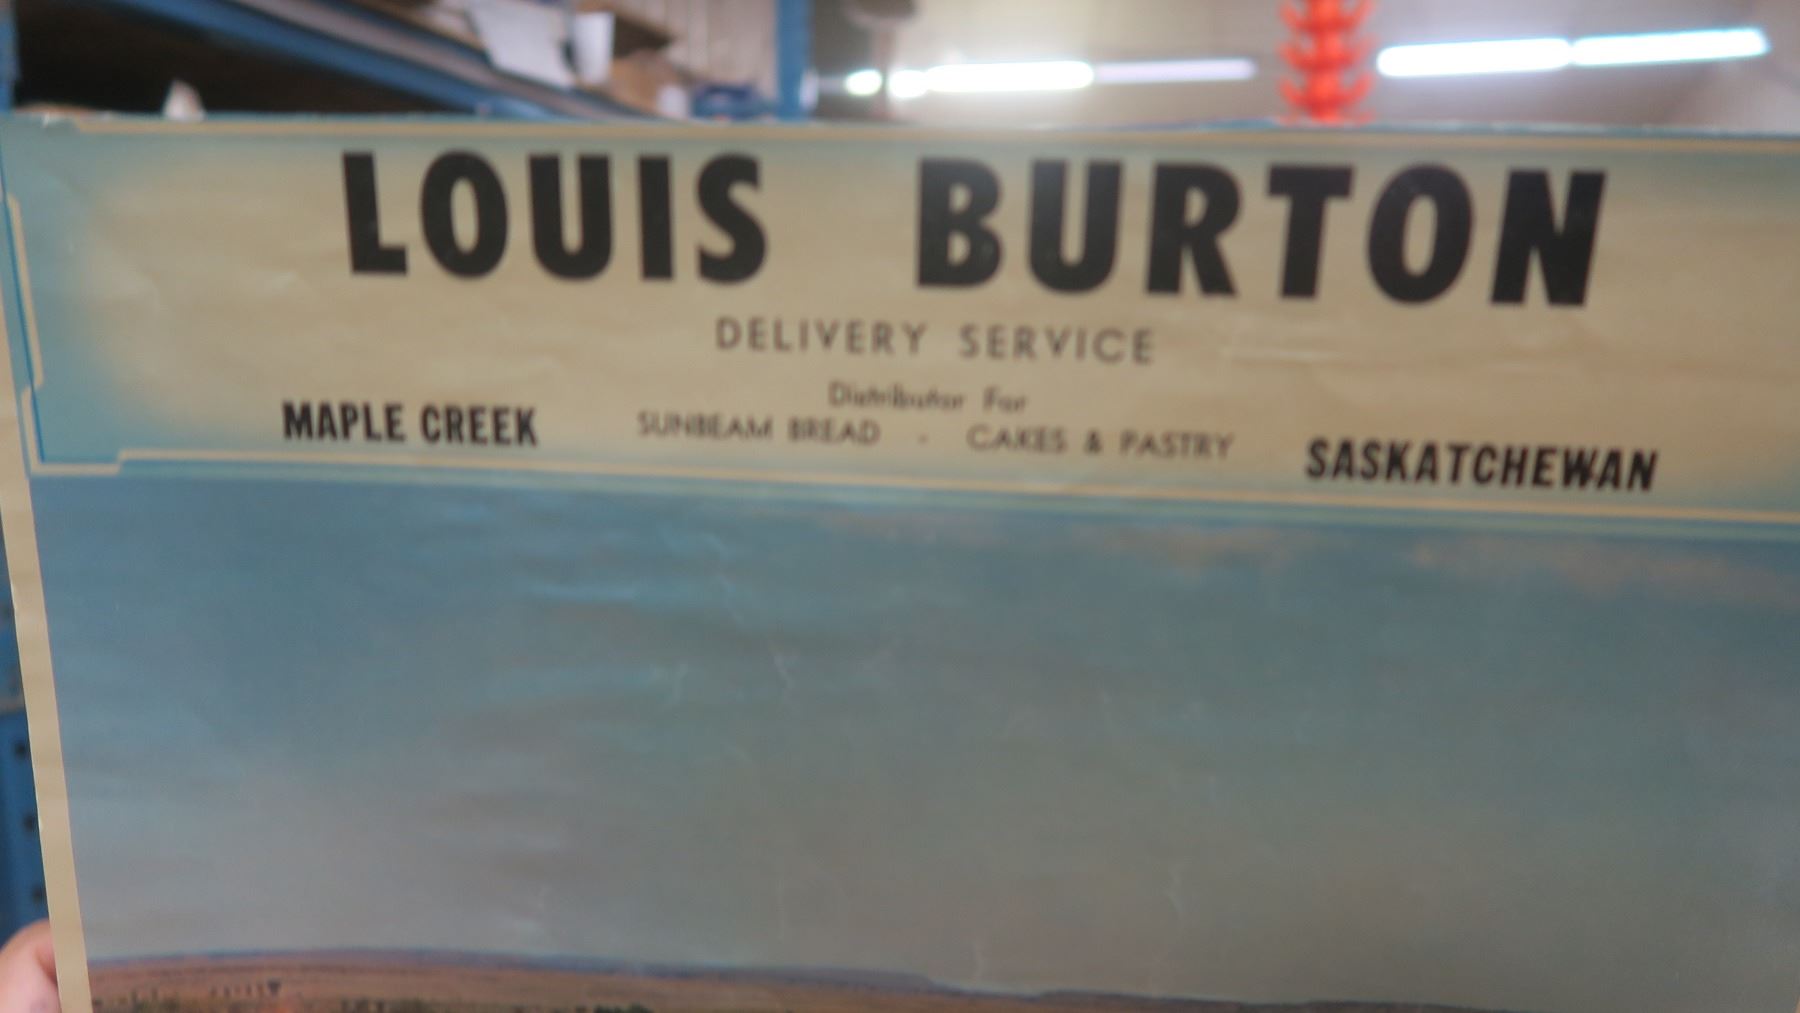 LOUIS BURTON
DELIVERY SERVICE
Distributor For
MAPLE CREEK SUNBEAM BREAD - CAKES & PASTRY SASKATCHEWAN